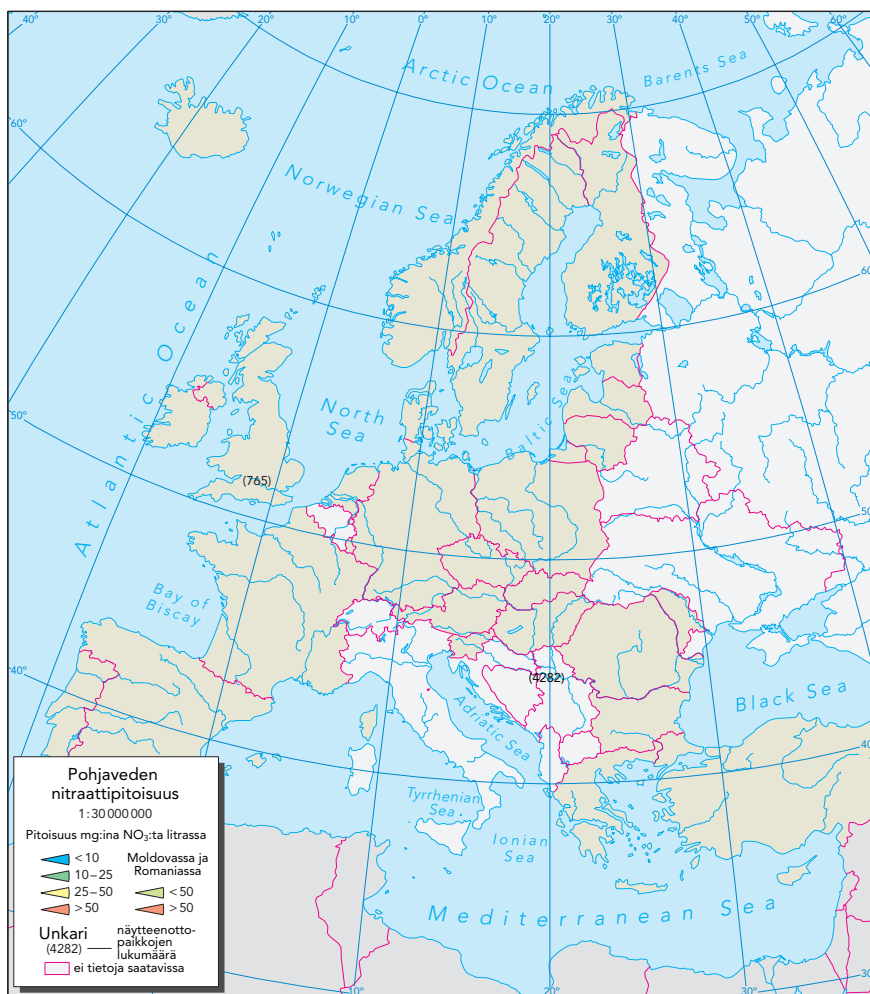 40°
30°
20°
10°
0°
10°
20°
30°
40°
50°
60°
Arctic Ocean
Barents Sea
60°
Norwegian Sea
60
Atlantic Ocean
North
Sea
Baltic Sea
50°
(765)
50°
Bay of
Biscay
40°
(4282)
Adriatic Sea
Black Sea
40°
Tyrrhenian
Sea
Ionian
Sea
Mediterranean Sea
Pohjaveden
nitraattipitoisuus
1:30 000 000
Pitoisuus mg:ina NO₃:ta litrassa
<10
10–25
25–50
>50
Moldovassa ja
Romaniassa
<50
>50
Unkari
(4282)
näytteenotto-
paikkojen
lukumäärä
ei tietoja saatavissa
10°
20°
30°
30°